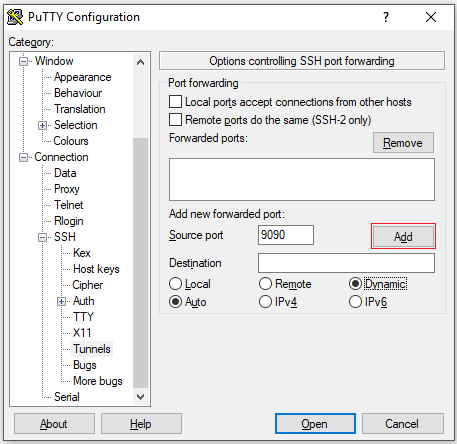 PuTTY Configuration
Category:
Window
Appearance
Behaviour
Translation
Selection
Colours
Connection
Data
Proxy
Telnet
Rlogin
SSH
Kex
Host keys
Cipher
Auth
TTY
X11
Tunnels
Bugs
More bugs
Serial
Options controlling SSH port forwarding
Port forwarding
Local ports accept connections from other hosts
Remote ports do the same (SSH-2 only)
Forwarded ports:
Remove
Add new forwarded port:
Source port 9090 Add
Destination
Local Remote Dynamic
Auto IPv4 IPv6
About Help Open Cancel